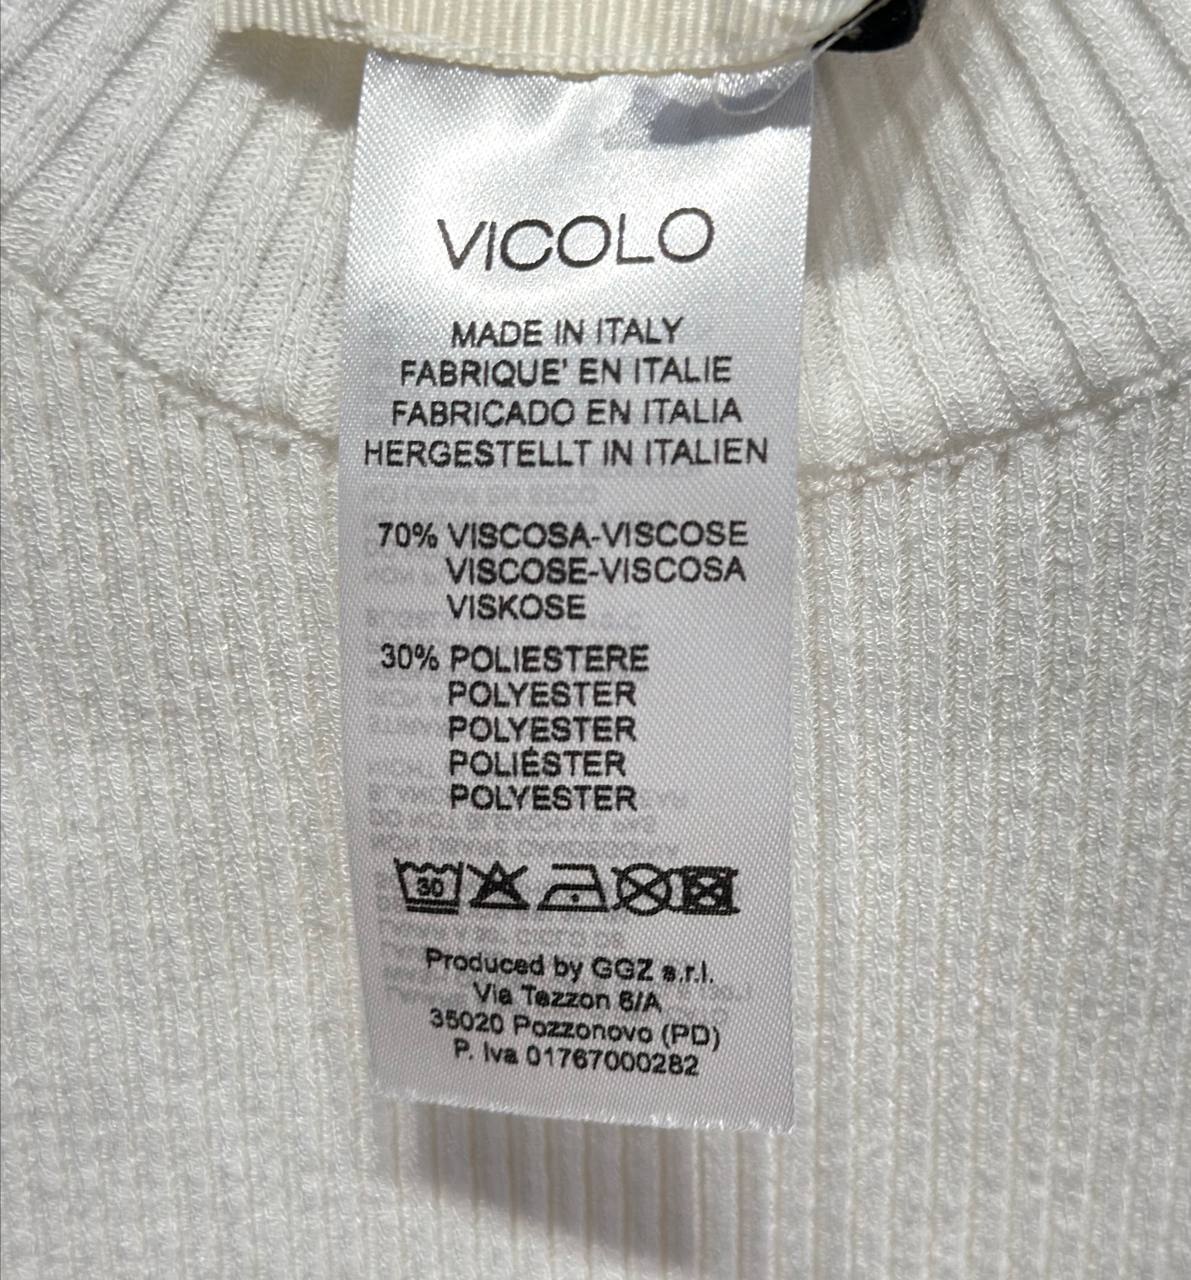 VICOLO
MADE IN ITALY
FABRIQUE' EN ITALIE
FABRICADO EN ITALIA
HERGESTELLT IN ITALIEN
70% VISCOSA-VISCOSE
VISCOSE-VISCOSA
VISKOSE
30% POLIESTERE
POLYESTER
POLYESTER
POLIÉSTER
POLYESTER
30
Produced by GGZ s.r.l.
Via Tazzon 6/A
35020 Pozzonovo (PD)
P. Iva 01767000282